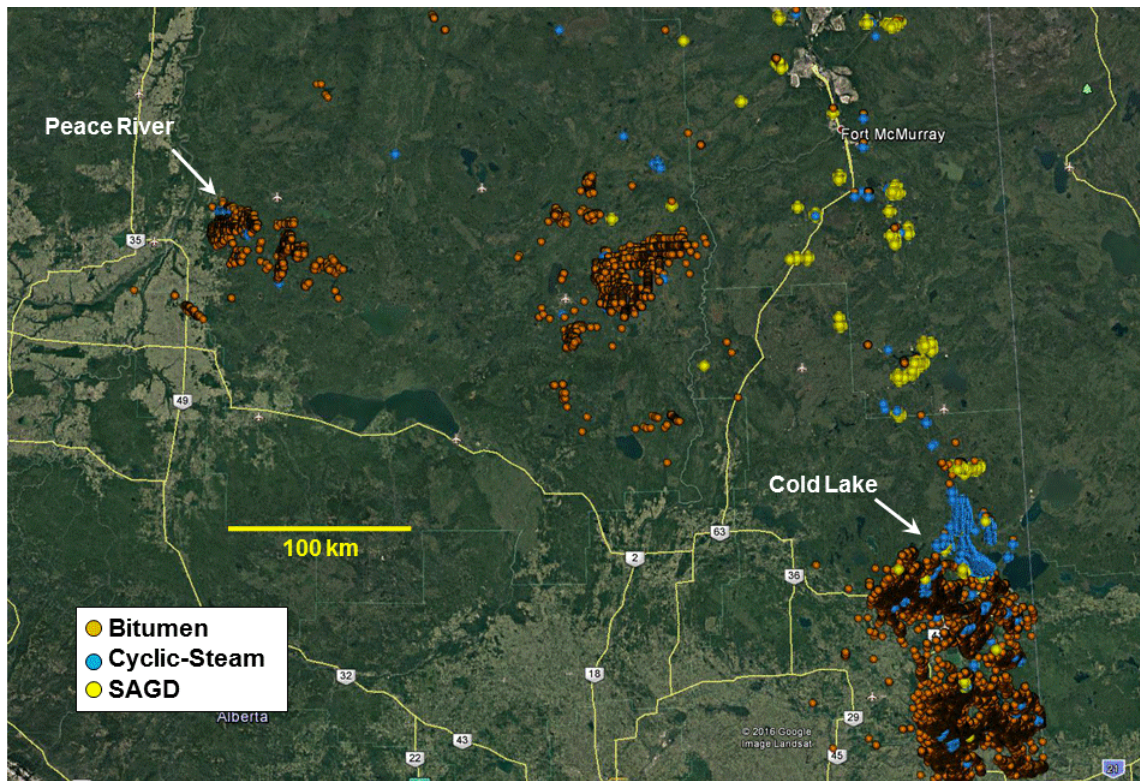 Peace River
Fort McMurray
35
49
Cold Lake
100 km
63
2
36
Bitumen
Cyclic-Steam
SAGD
18
32
Alberta
29
© 2016 Google
Image Landsat
43
22
45
21